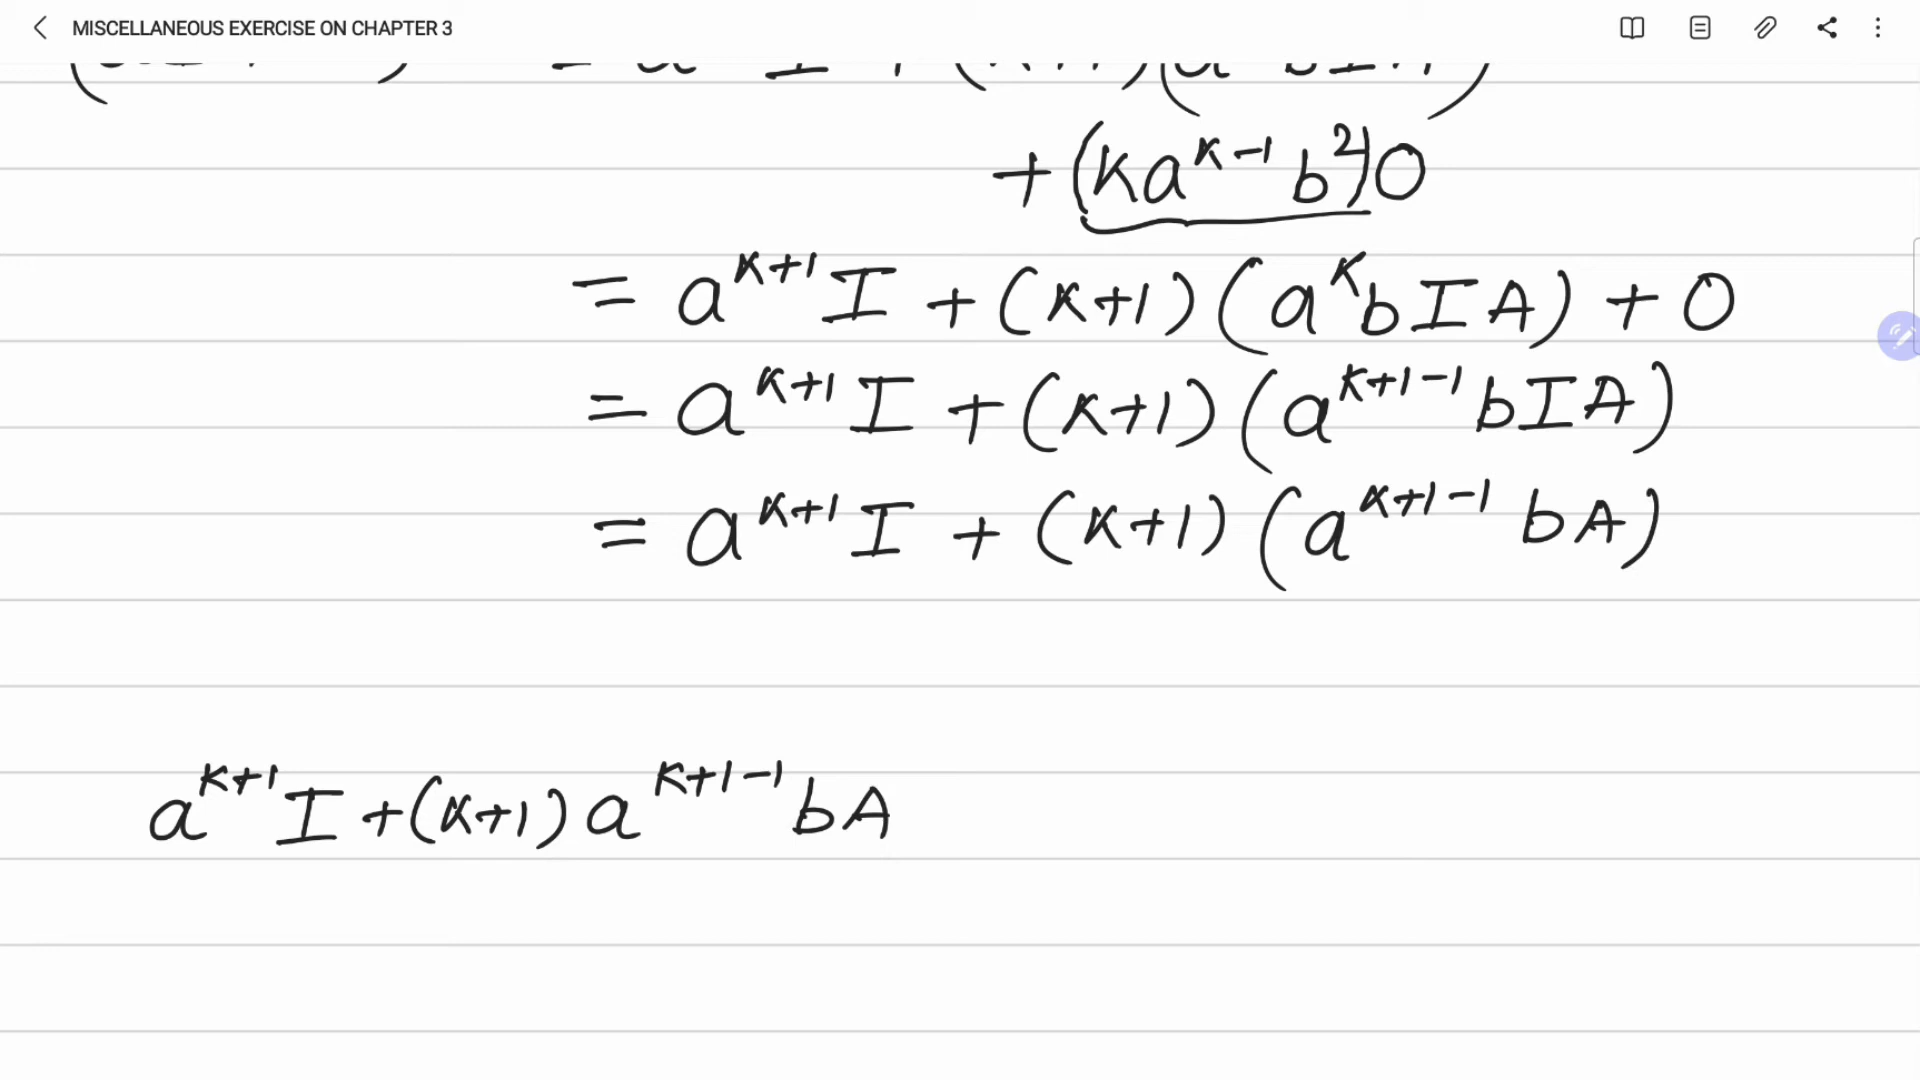 MISCELLANEOUS EXERCISE ON CHAPTER 3
+ (Ka^{K-1} b^2) O
= a^{K+1} I + (K+1) (a^K b I A) + O
= a^{K+1} I + (K+1) (a^{K+1-1} b I A)
= a^{K+1} I + (K+1) (a^{K+1-1} b A)
a^{K+1} I + (K+1) a^{K+1-1} b A